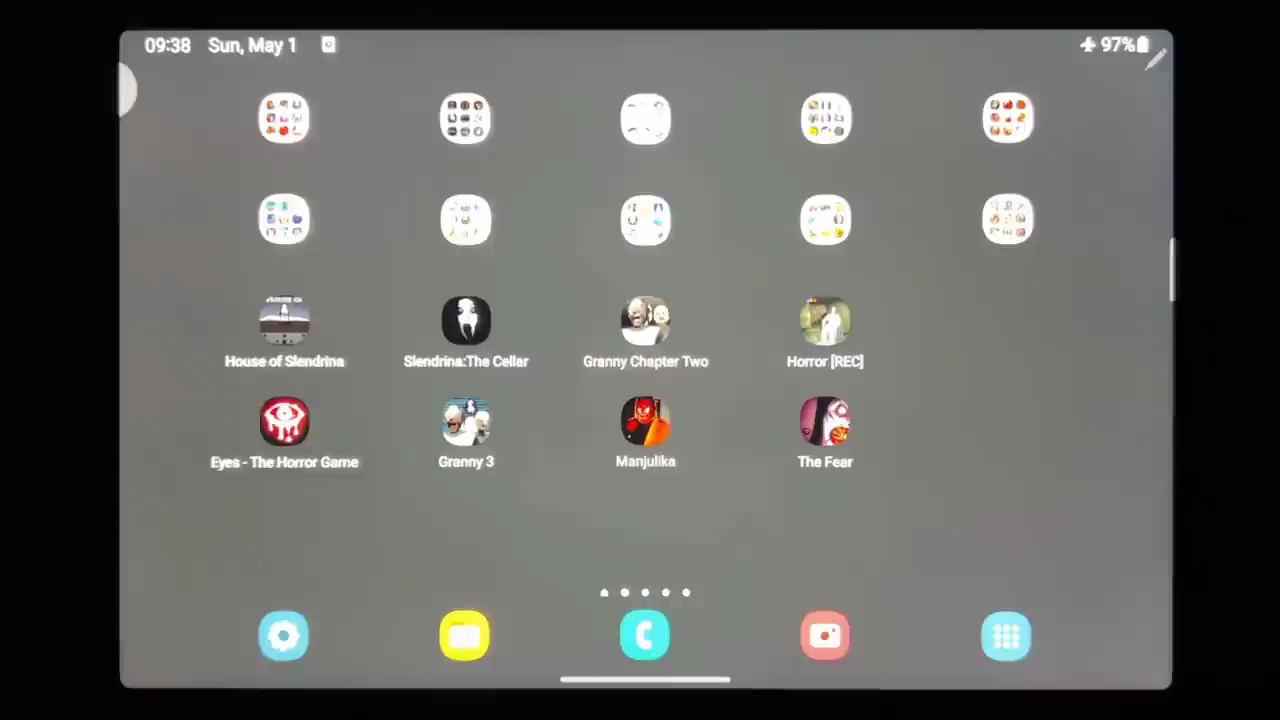 09:38 Sun, May 1
97%
House of Slendrina
Slendrina:The Cellar
Granny Chapter Two
Horror [REC]
Eyes - The Horror Game
Granny 3
Manjulika
The Fear